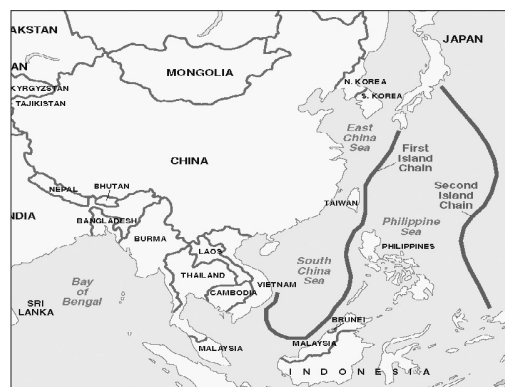 AKSTAN
JAPAN
MONGOLIA
AN
KYRGYZSTAN
TAJIKISTAN
N. KOREA
S. KOREA
East
China
Sea
First
Island
Chain
CHINA
NEPAL
BHUTAN
TAIWAN
Second
Island
Chain
NDIA
BANGLADESH
BURMA
LAOS
Philippine
Sea
PHILIPPINES
Bay
of
Bengal
THAILAND
South
China
Sea
CAMBODIA
VIETNAM
SRI
LANKA
BRUNEI
MALAYSIA
MALAYSIA
INDONESIA